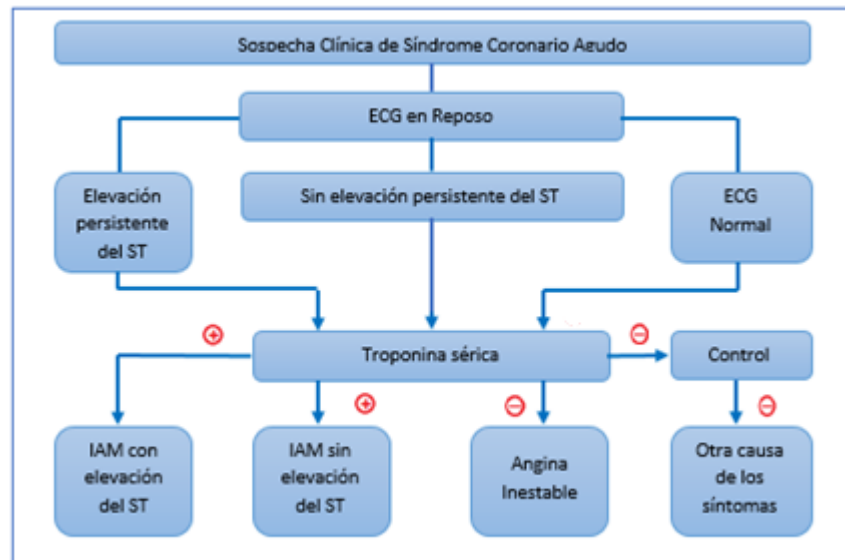 Sospecha Clínica de Síndrome Coronario Agudo
ECG en Reposo
Elevación
persistente
del ST
Sin elevación persistente del ST
ECG
Normal
+
−
Troponina sérica
Control
+
−
−
IAM con
elevación
del ST
IAM sin
elevación
del ST
Angina
Inestable
Otra causa
de los
síntomas